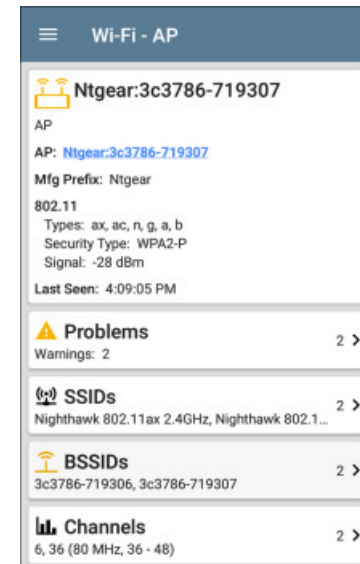 Wi-Fi - AP
Ntgear:3c3786-719307
AP
AP: Ntgear:3c3786-719307
Mfg Prefix: Ntgear
802.11
Types: ax, ac, n, g, a, b
Security Type: WPA2-P
Signal: -28 dBm
Last Seen: 4:09:05 PM
Problems
Warnings: 2
2
SSIDs
Nighthawk 802.11ax 2.4GHz, Nighthawk 802.1...
2
BSSIDs
3c3786-719306, 3c3786-719307
2
Channels
6, 36 (80 MHz, 36 - 48)
2